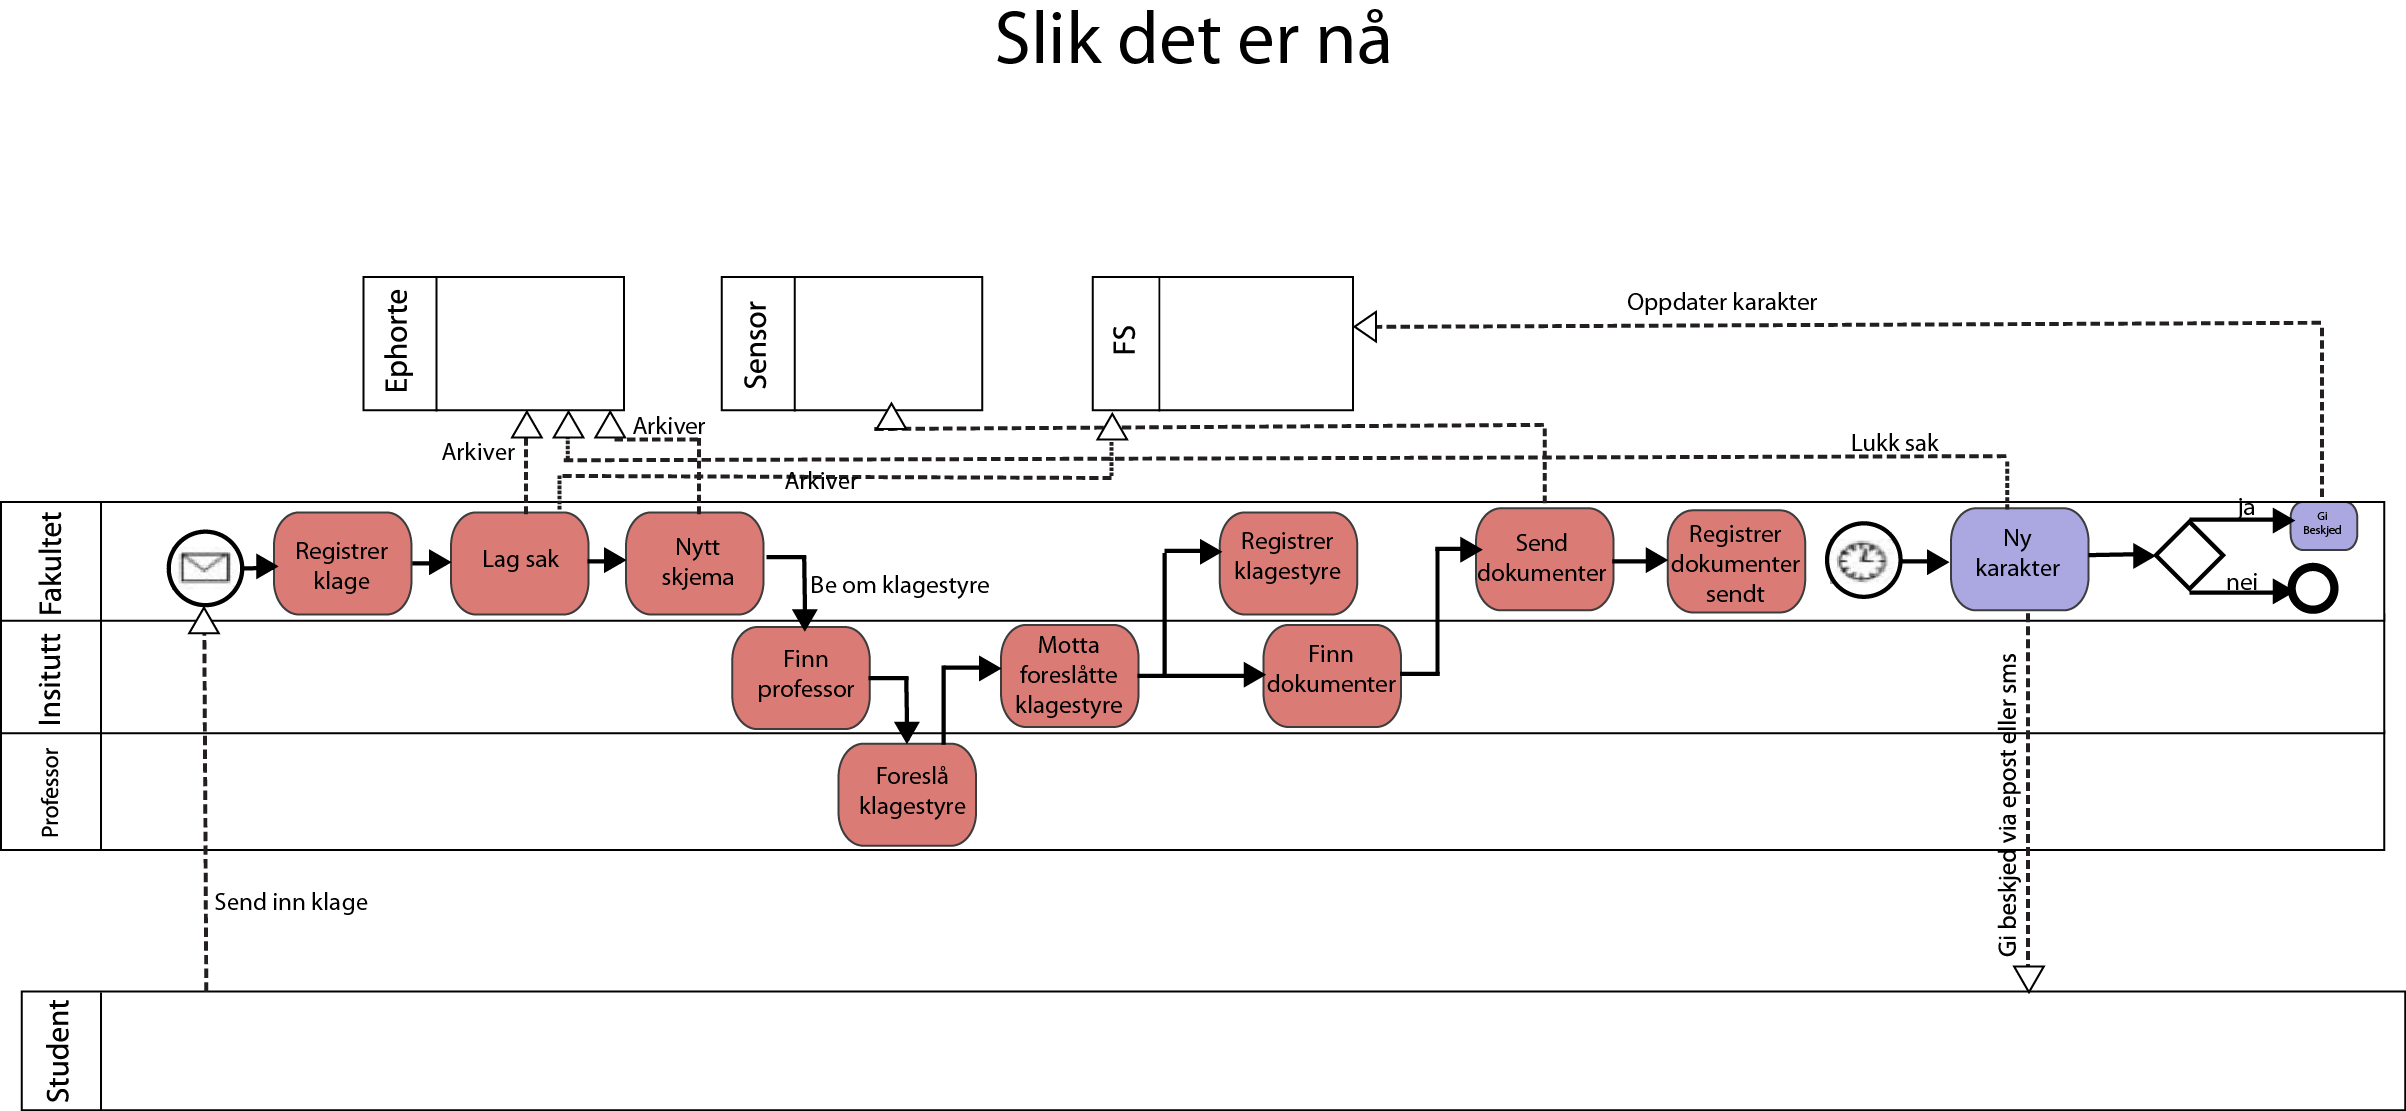 Slik det er nå
Ephorte
Sensor
FS
Oppdater karakter
Arkiver
Arkiver
Arkiver
Lukk sak
Fakultet
Registrer
klage
Lag sak
Nytt
skjema
Be om klagestyre
Registrer
klagestyre
Send
dokumenter
Registrer
dokumenter
sendt
Ny
karakter
ja
nei
Gi
Beskjed
Insitutt
Finn
professor
Motta
foreslåtte
klagestyre
Finn
dokumenter
Professor
Foreslå
klagestyre
Send inn klage
Gi beskjed via epost eller sms
Student